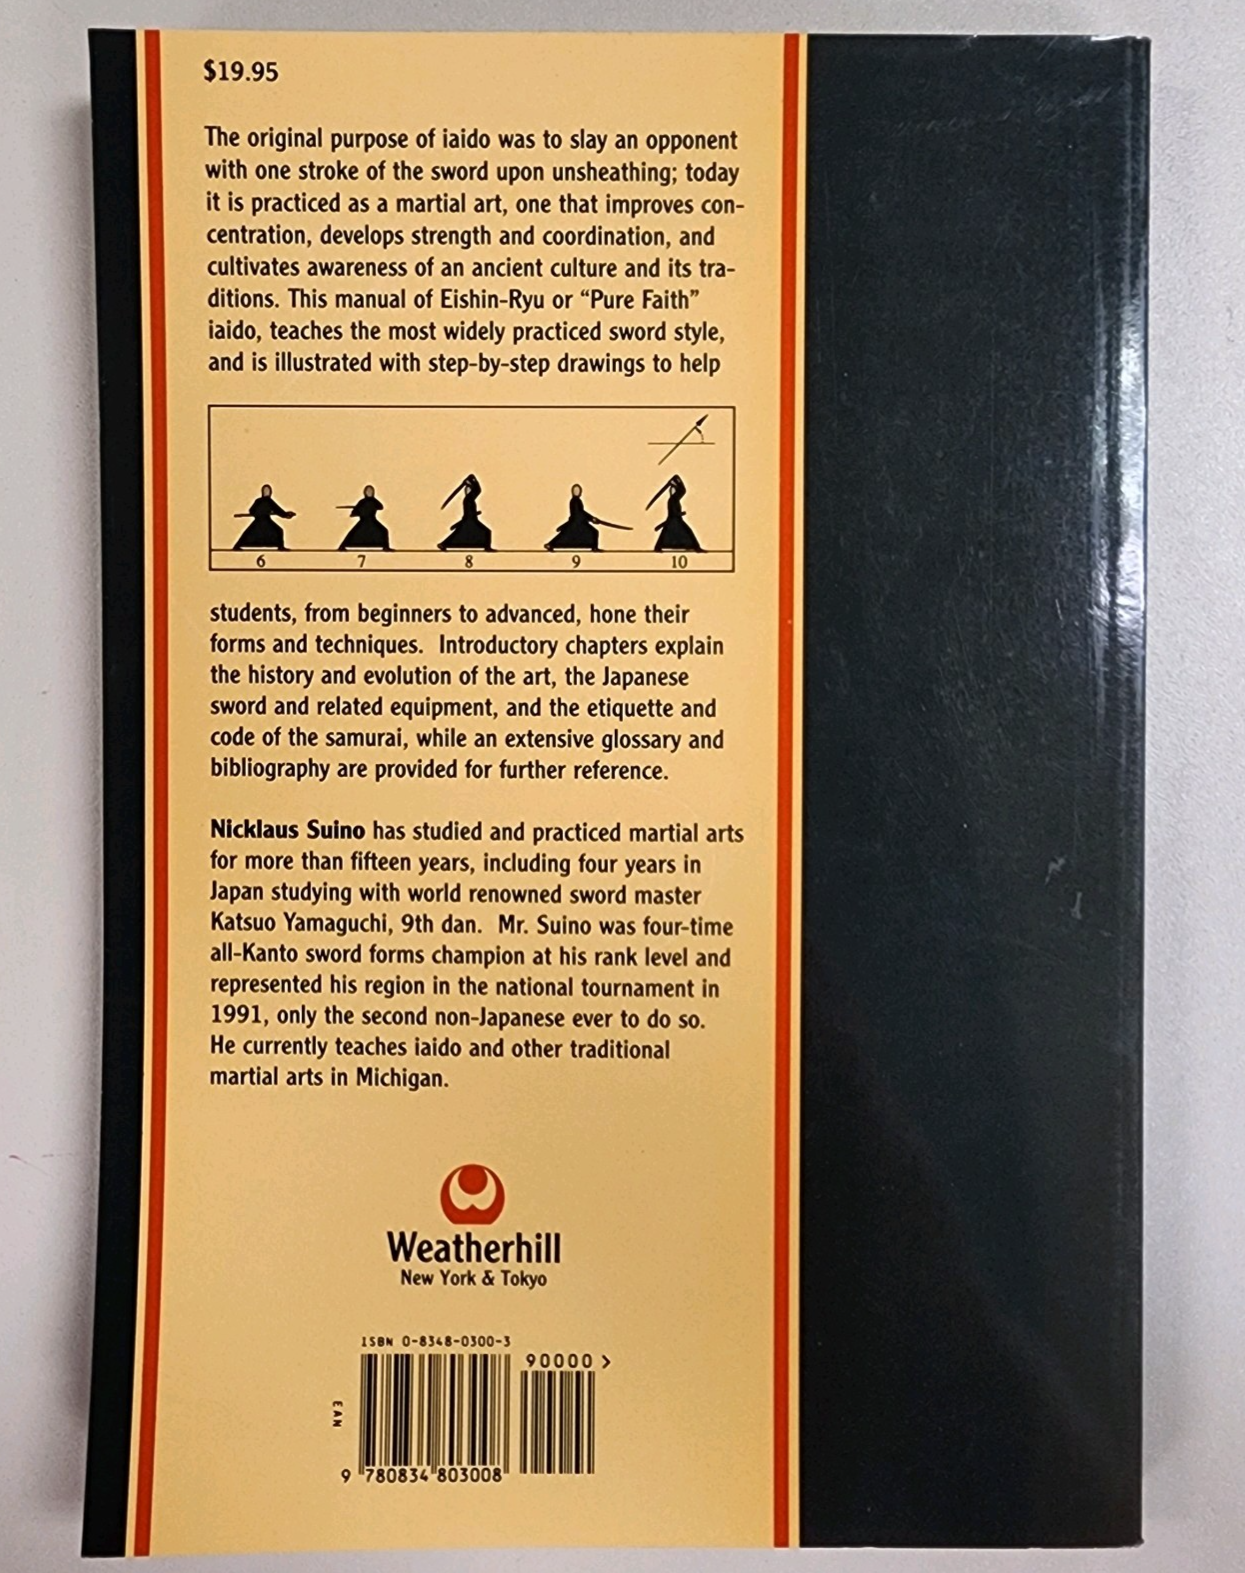 $19.95
The original purpose of iaido was to slay an opponent
with one stroke of the sword upon unsheathing; today
it is practiced as a martial art, one that improves con-
centration, develops strength and coordination, and
cultivates awareness of an ancient culture and its tra-
ditions. This manual of Eishin-Ryu or “Pure Faith”
iaido, teaches the most widely practiced sword style,
and is illustrated with step-by-step drawings to help
6 7 8 9 10
students, from beginners to advanced, hone their
forms and techniques. Introductory chapters explain
the history and evolution of the art, the Japanese
sword and related equipment, and the etiquette and
code of the samurai, while an extensive glossary and
bibliography are provided for further reference.
Nicklaus Suino has studied and practiced martial arts
for more than fifteen years, including four years in
Japan studying with world renowned sword master
Katsuo Yamaguchi, 9th dan. Mr. Suino was four-time
all-Kanto sword forms champion at his rank level and
represented his region in the national tournament in
1991, only the second non-Japanese ever to do so.
He currently teaches iaido and other traditional
martial arts in Michigan.
Weatherhill
New York & Tokyo
ISBN 0-8348-0300-3
90000 >
EAN
9 780834 803008